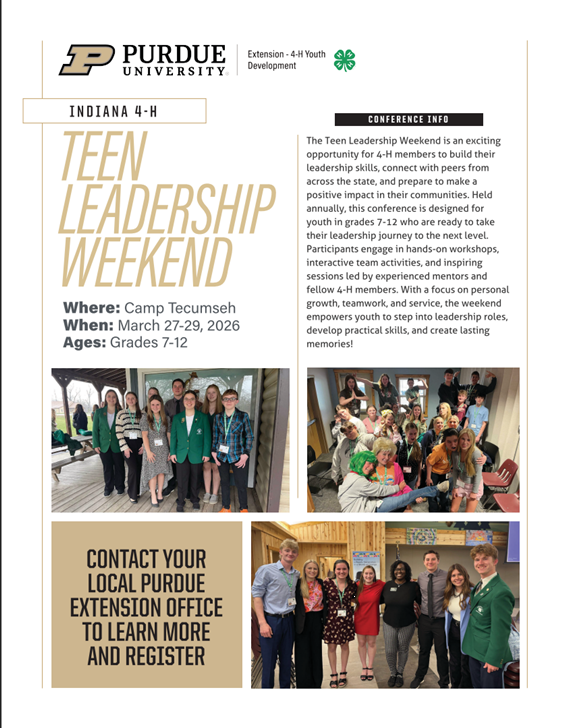 PURDUE
UNIVERSITY®
Extension - 4-H Youth
Development
INDIANA 4-H
TEEN
LEADERSHIP
WEEKEND
Where: Camp Tecumseh
When: March 27-29, 2026
Ages: Grades 7-12
CONFERENCE INFO
The Teen Leadership Weekend is an exciting
opportunity for 4-H members to build their
leadership skills, connect with peers from
across the state, and prepare to make a
positive impact in their communities. Held
annually, this conference is designed for
youth in grades 7-12 who are ready to take
their leadership journey to the next level.
Participants engage in hands-on workshops,
interactive team activities, and inspiring
sessions led by experienced mentors and
fellow 4-H members. With a focus on personal
growth, teamwork, and service, the weekend
empowers youth to step into leadership roles,
develop practical skills, and create lasting
memories!
CONTACT YOUR
LOCAL PURDUE
EXTENSION OFFICE
TO LEARN MORE
AND REGISTER